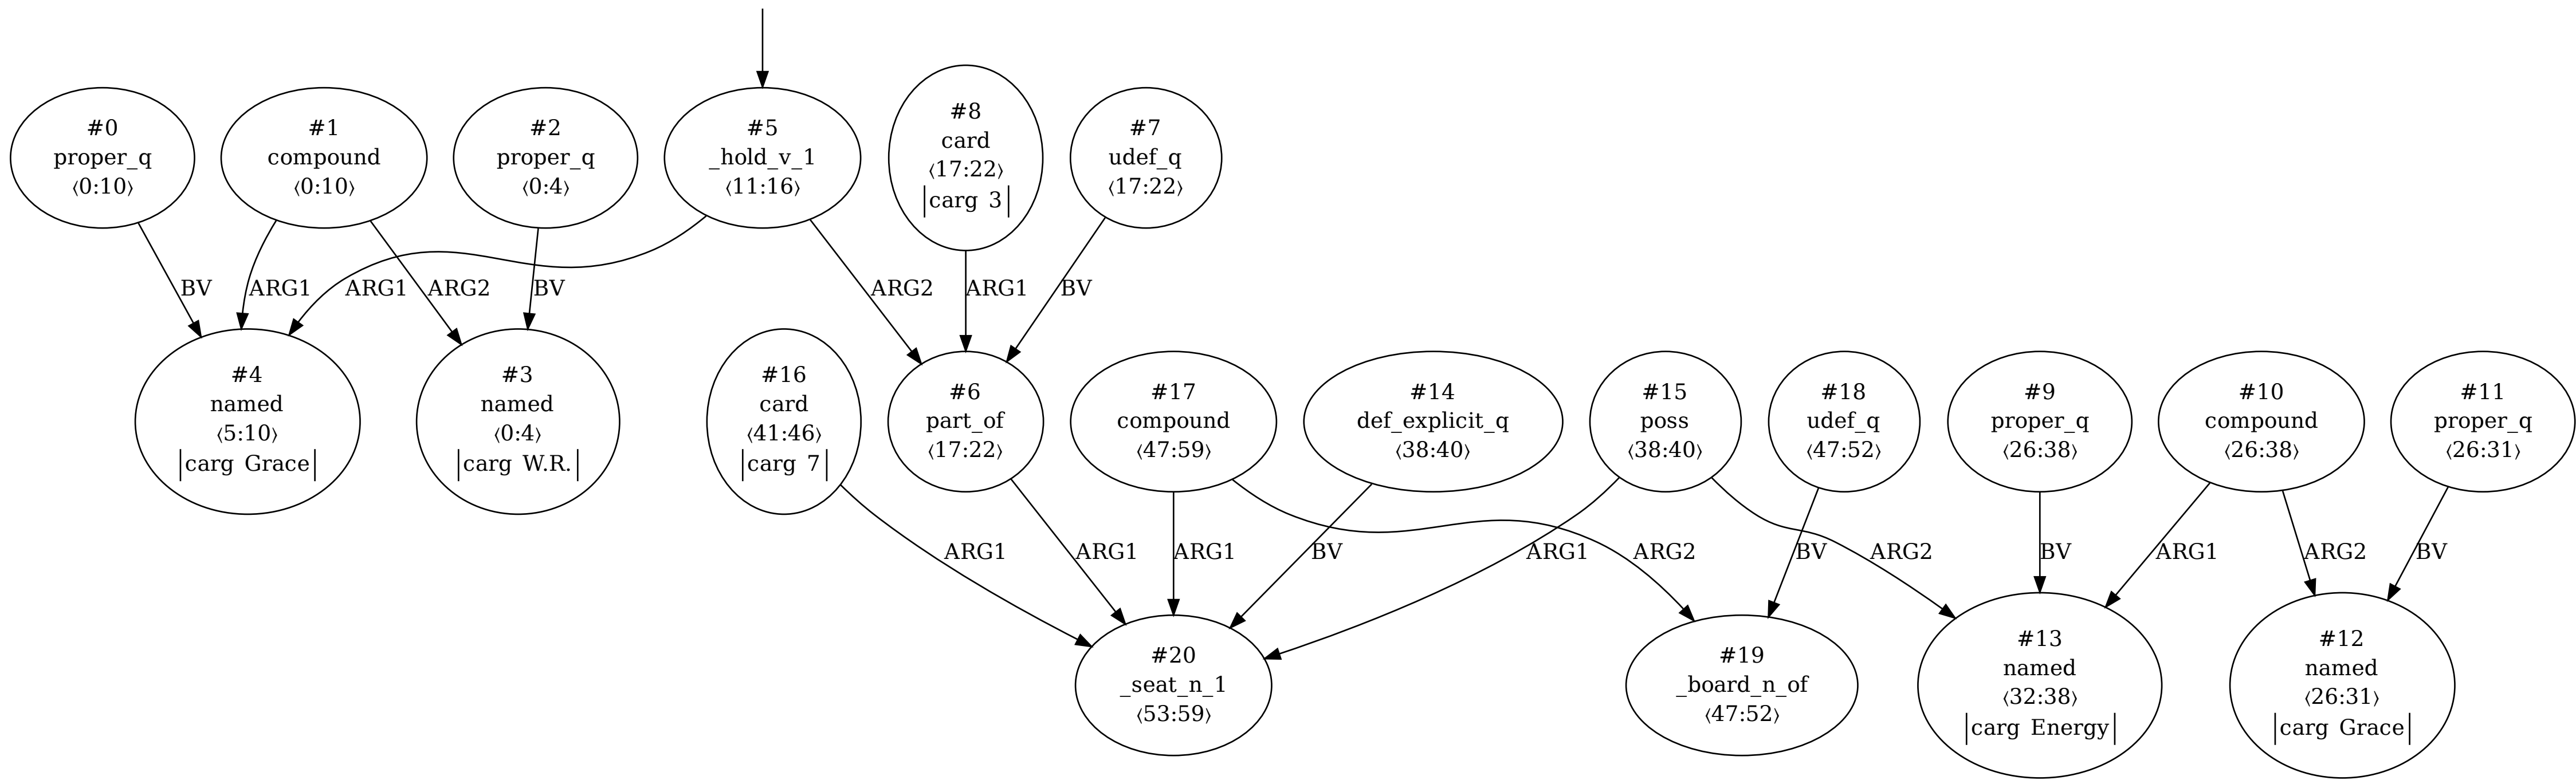 #8
card
⟨17:22⟩
|carg 3|
#0
proper_q
⟨0:10⟩
#1
compound
⟨0:10⟩
#2
proper_q
⟨0:4⟩
#5
_hold_v_1
⟨11:16⟩
#7
udef_q
⟨17:22⟩
BV
ARG1
ARG1
ARG2
BV
ARG2
ARG1
BV
#4
named
⟨5:10⟩
|carg Grace|
#3
named
⟨0:4⟩
|carg W.R.|
#16
card
⟨41:46⟩
|carg 7|
#6
part_of
⟨17:22⟩
#17
compound
⟨47:59⟩
#14
def_explicit_q
⟨38:40⟩
#15
poss
⟨38:40⟩
#18
udef_q
⟨47:52⟩
#9
proper_q
⟨26:38⟩
#10
compound
⟨26:38⟩
#11
proper_q
⟨26:31⟩
ARG1
ARG1
ARG1
BV
ARG1
ARG2
BV
ARG2
BV
ARG1
ARG2
BV
#20
_seat_n_1
⟨53:59⟩
#19
_board_n_of
⟨47:52⟩
#13
named
⟨32:38⟩
|carg Energy|
#12
named
⟨26:31⟩
|carg Grace|